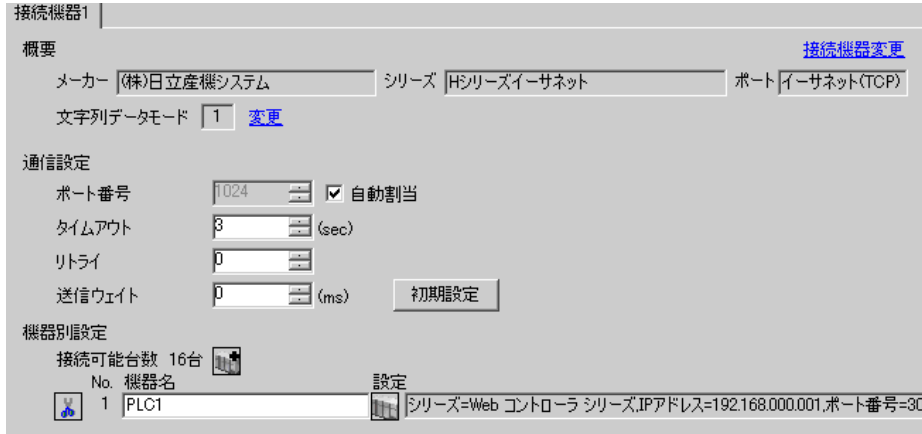 接続機器1
概要 接続機器変更
メーカー (株)日立産機システム シリーズ Hシリーズイーサネット ポート イーサネット(TCP)
文字列データモード 1 変更
通信設定
ポート番号 1024 自動割当
タイムアウト 3 (sec)
リトライ 0
送信ウェイト 0 (ms) 初期設定
機器別設定
接続可能台数 16台
No. 機器名 設定
1 PLC1 シリーズ=Web コントローラ シリーズ,IPアドレス=192.168.000.001,ポート番号=30